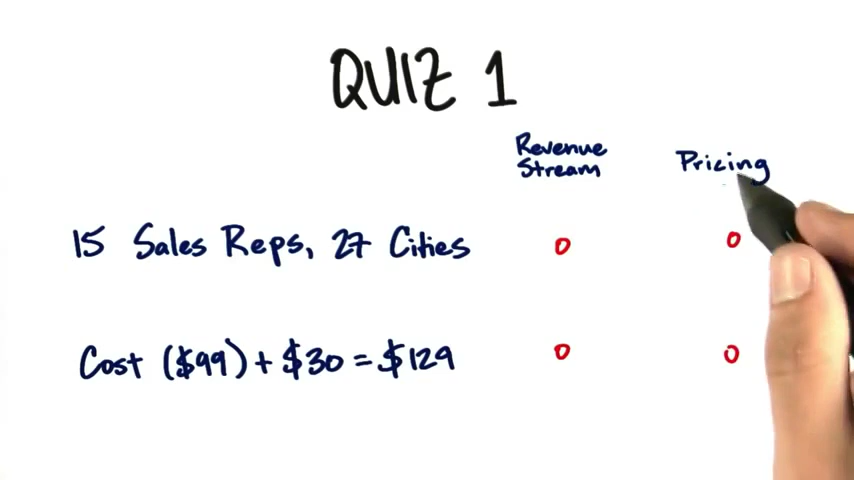 QUIZ 1
Revenue
Stream
Pricing
15 Sales Reps, 27 Cities
Cost ($99) + $30 = $129